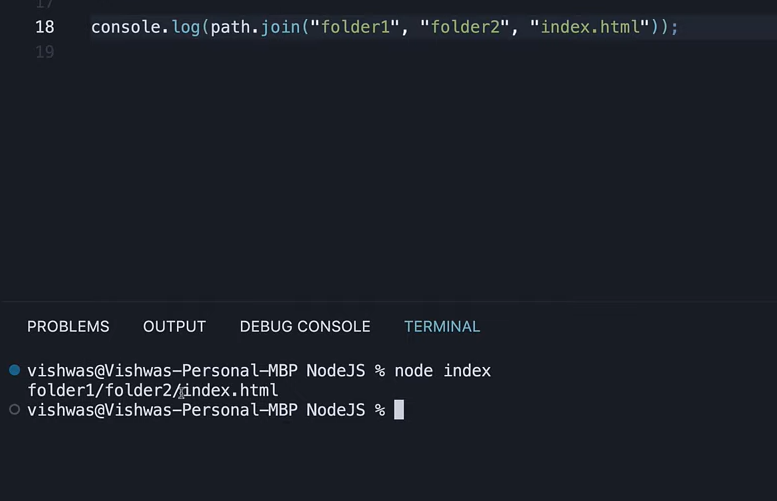 17
18 console.log(path.join("folder1", "folder2", "index.html"));
19
PROBLEMS OUTPUT DEBUG CONSOLE TERMINAL
vishwas@Vishwas-Personal-MBP NodeJS % node index
folder1/folder2/index.html
vishwas@Vishwas-Personal-MBP NodeJS %